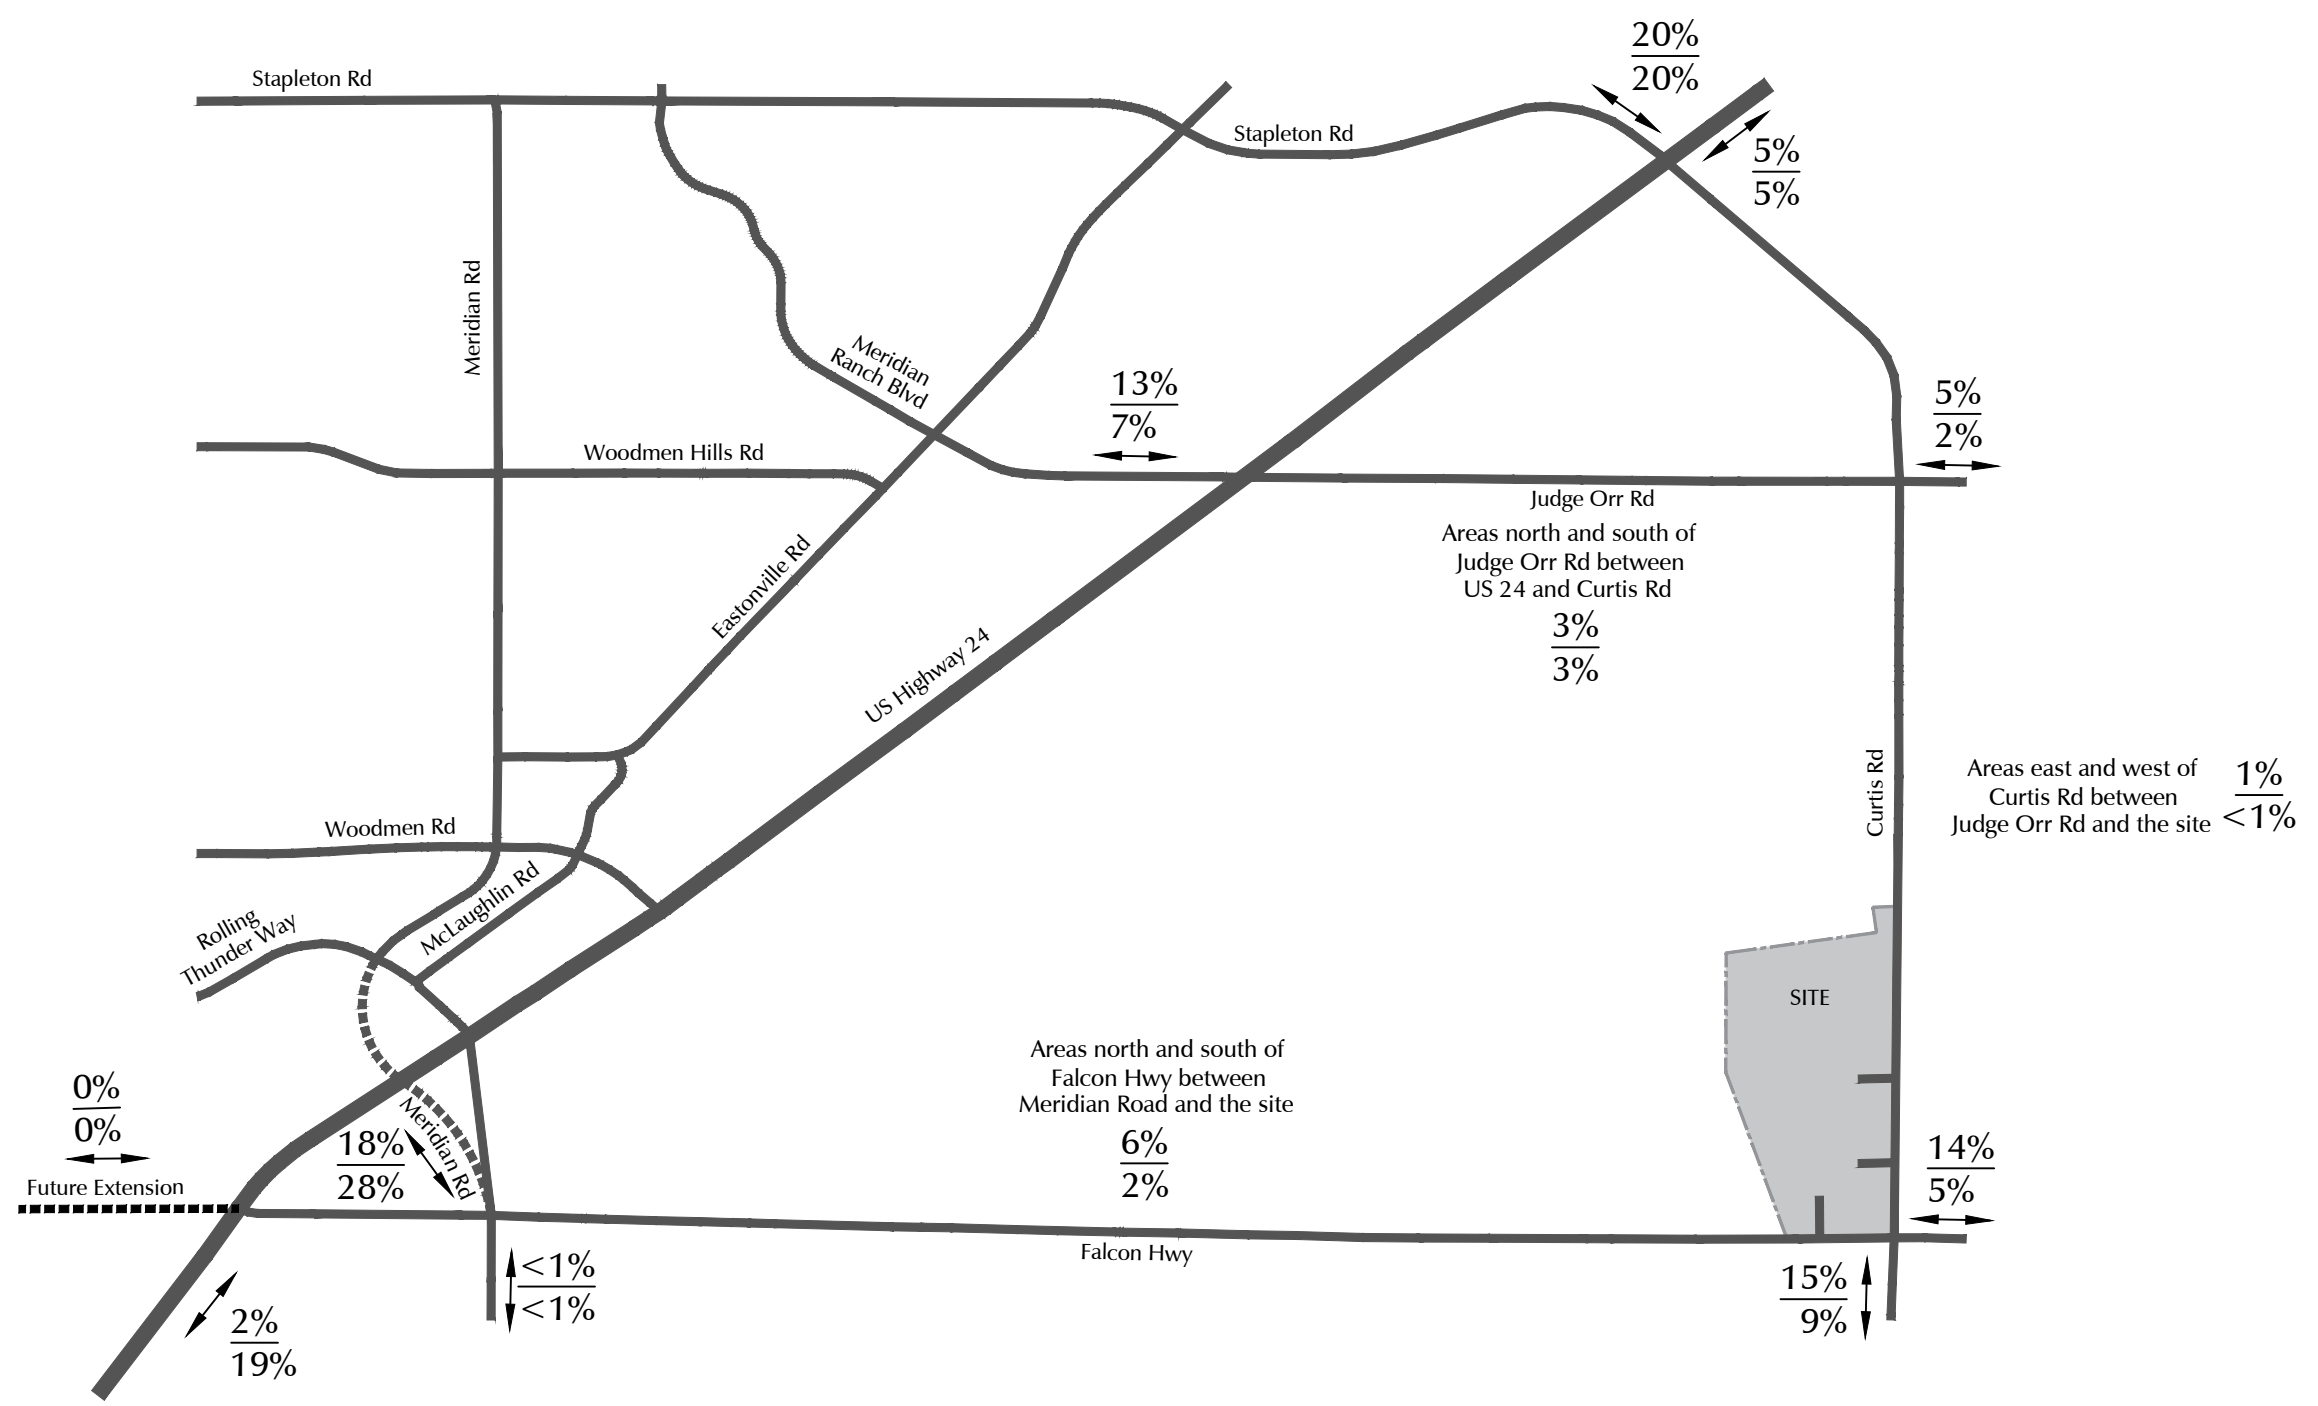 20%
20%
Stapleton Rd
Stapleton Rd
5%
5%
Meridian Rd
Meridian
Ranch Blvd
13%
7%
5%
2%
Woodmen Hills Rd
Judge Orr Rd
Areas north and south of
Judge Orr Rd between
US 24 and Curtis Rd
3%
3%
Eastonville Rd
US Highway 24
Curtis Rd
Areas east and west of
Curtis Rd between
Judge Orr Rd and the site
1%
<1%
Woodmen Rd
McLaughlin Rd
Rolling
Thunder Way
SITE
Areas north and south of
Falcon Hwy between
Meridian Road and the site
6%
2%
0%
0%
Future Extension
Meridian Rd
18%
28%
14%
5%
Falcon Hwy
<1%
<1%
15%
9%
2%
19%